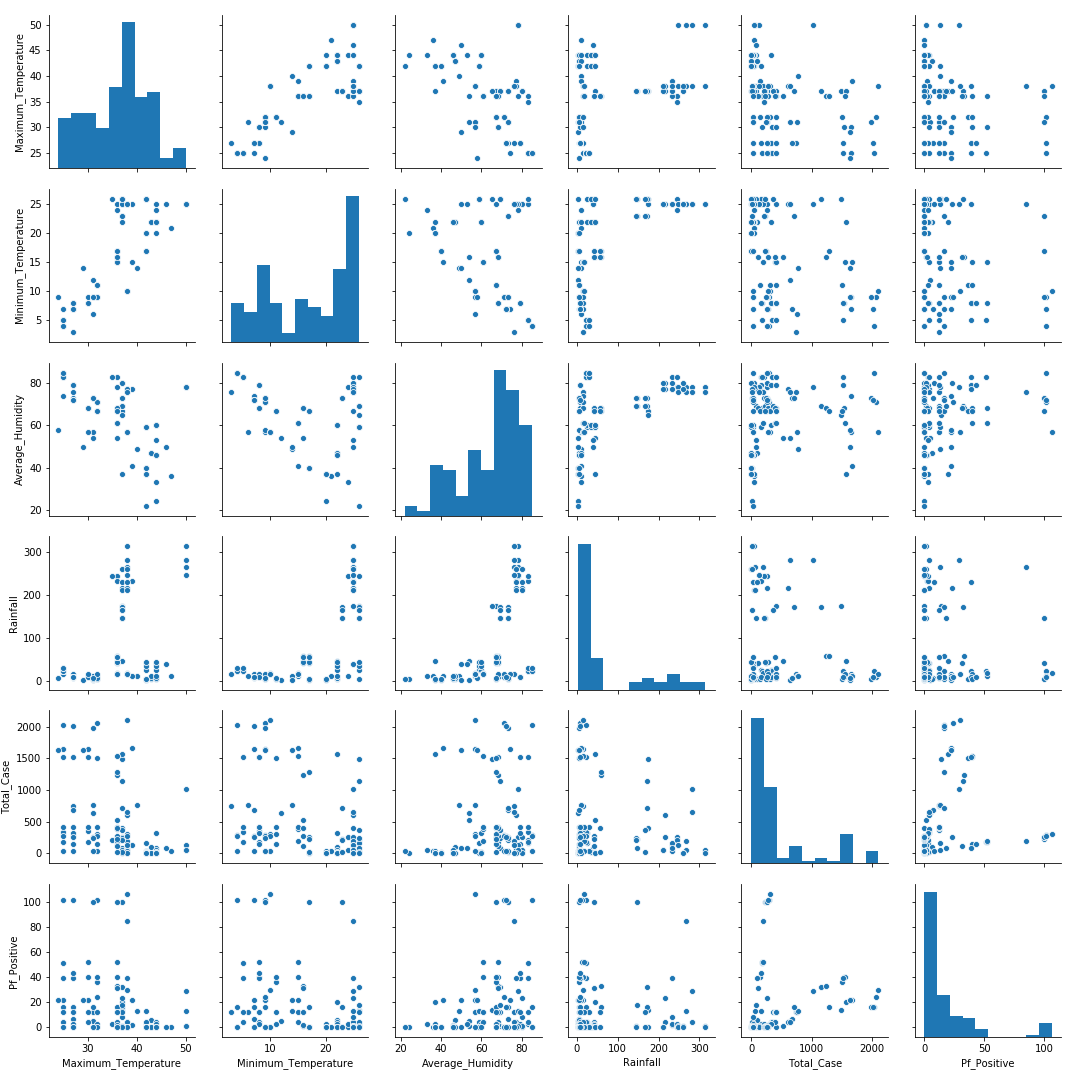 Maximum_Temperature
50
45
40
35
30
25
Minimum_Temperature
25
20
15
10
5
Average_Humidity
80
60
40
20
Rainfall
300
200
100
0
Total_Case
2000
1500
1000
500
0
Pf_Positive
100
80
60
40
20
0
30 40 50
10 20
20 40 60 80
0 100 200 300
0 1000 2000
0 50 100
Maximum_Temperature Minimum_Temperature Average_Humidity Rainfall Total_Case Pf_Positive